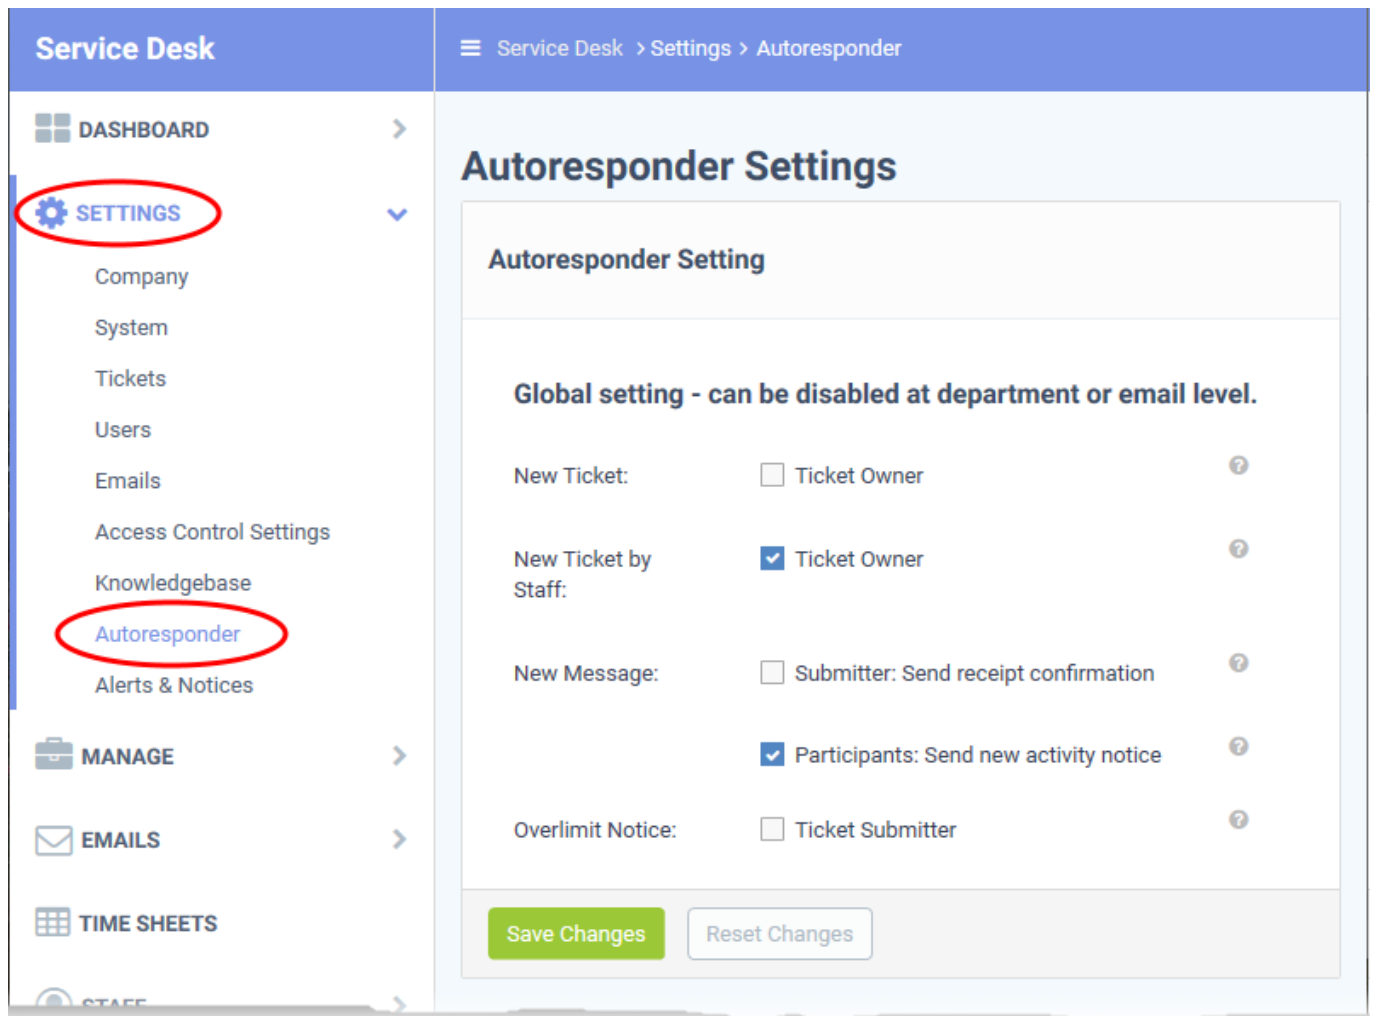 Service Desk
Service Desk > Settings > Autoresponder
DASHBOARD
SETTINGS
Company
System
Tickets
Users
Emails
Access Control Settings
Knowledgebase
Autoresponder
Alerts & Notices
MANAGE
EMAILS
TIME SHEETS
STAFF
Autoresponder Settings
Autoresponder Setting
Global setting - can be disabled at department or email level.
New Ticket:
Ticket Owner
New Ticket by
Staff:
Ticket Owner
New Message:
Submitter: Send receipt confirmation
Participants: Send new activity notice
Overlimit Notice:
Ticket Submitter
Save Changes
Reset Changes